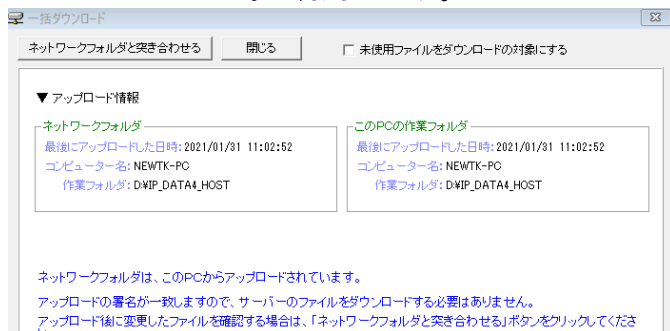 一括ダウンロード
ネットワークフォルダと突き合わせる 閉じる 未使用ファイルをダウンロードの対象にする
▼ アップロード情報
ネットワークフォルダ
最後にアップロードした日時: 2021/01/31 11:02:52
コンピューター名: NEWTK-PC
作業フォルダ: D:¥IP_DATA4_HOST
このPCの作業フォルダ
最後にアップロードした日時: 2021/01/31 11:02:52
コンピューター名: NEWTK-PC
作業フォルダ: D:¥IP_DATA4_HOST
ネットワークフォルダは、このPCからアップロードされています。
アップロードの署名が一致しますので、サーバーのファイルをダウンロードする必要はありません。
アップロード後に変更したファイルを確認する場合は、「ネットワークフォルダと突き合わせる」ボタンをクリックしてくださ